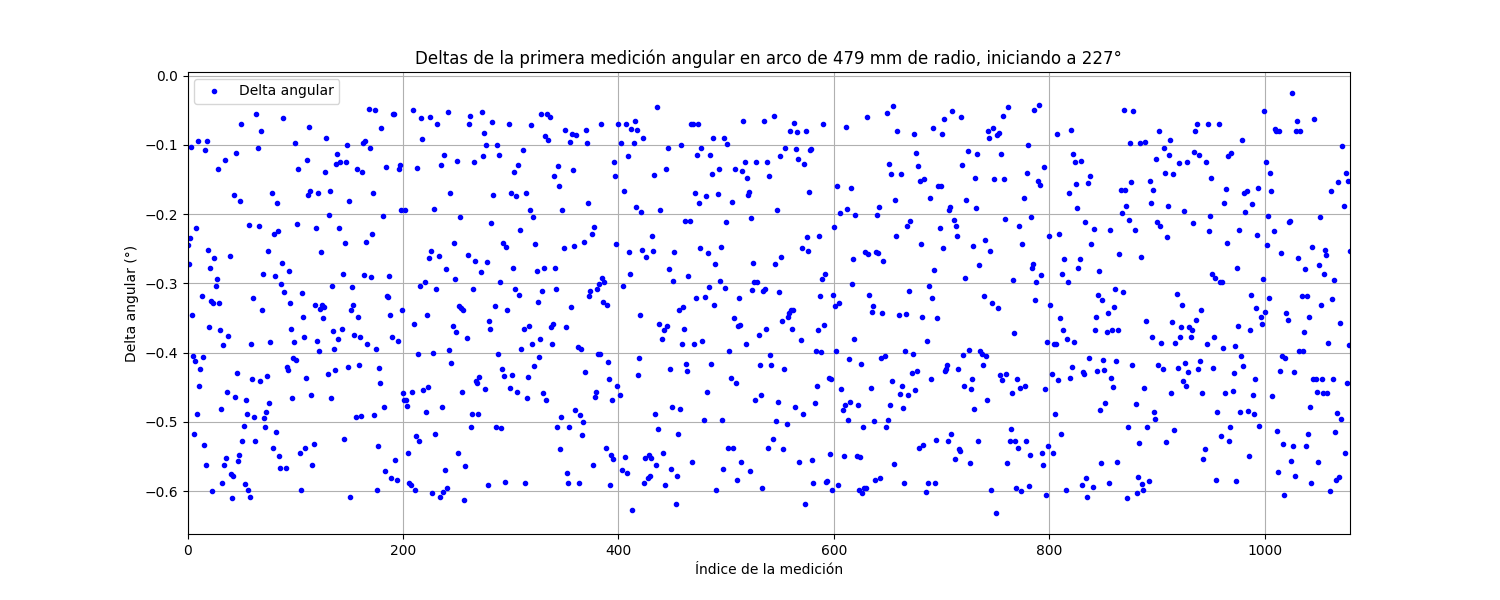 Deltas de la primera medición angular en arco de 479 mm de radio, iniciando a 227°
Delta angular
Delta angular (°)
0.0
−0.1
−0.2
−0.3
−0.4
−0.5
−0.6
0 200 400 600 800 1000
Índice de la medición